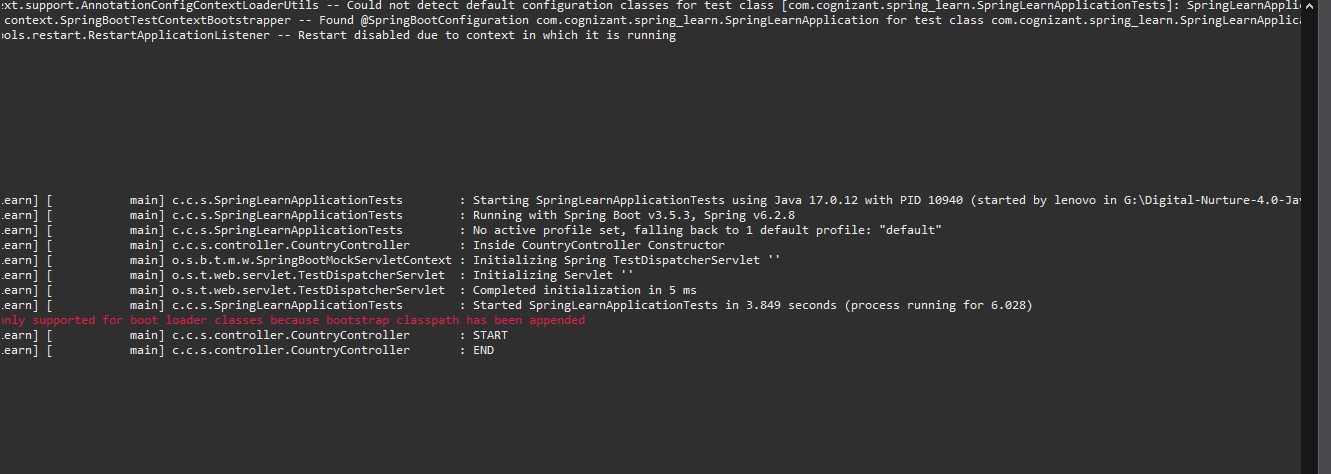 ext.support.AnnotationConfigContextLoaderUtils -- Could not detect default configuration classes for test class [com.cognizant.spring_learn.SpringLearnApplicationTests]: SpringLearnAppli
context.SpringBootTestContextBootstrapper -- Found @SpringBootConfiguration com.cognizant.spring_learn.SpringLearnApplication for test class com.cognizant.spring_learn.SpringLearnApplica
ools.restart.RestartApplicationListener -- Restart disabled due to context in which it is running
earn] [           main] c.c.s.SpringLearnApplicationTests        : Starting SpringLearnApplicationTests using Java 17.0.12 with PID 10940 (started by lenovo in G:\Digital-Nurture-4.0-Jav
earn] [           main] c.c.s.SpringLearnApplicationTests        : Running with Spring Boot v3.5.3, Spring v6.2.8
earn] [           main] c.c.s.SpringLearnApplicationTests        : No active profile set, falling back to 1 default profile: "default"
earn] [           main] c.c.s.controller.CountryController       : Inside CountryController Constructor
earn] [           main] o.s.b.t.m.w.SpringBootMockServletContext : Initializing Spring TestDispatcherServlet ''
earn] [           main] o.s.t.web.servlet.TestDispatcherServlet  : Initializing Servlet ''
earn] [           main] o.s.t.web.servlet.TestDispatcherServlet  : Completed initialization in 5 ms
earn] [           main] c.c.s.SpringLearnApplicationTests        : Started SpringLearnApplicationTests in 3.849 seconds (process running for 6.028)
only supported for boot loader classes because bootstrap classpath has been appended
earn] [           main] c.c.s.controller.CountryController       : START
earn] [           main] c.c.s.controller.CountryController       : END